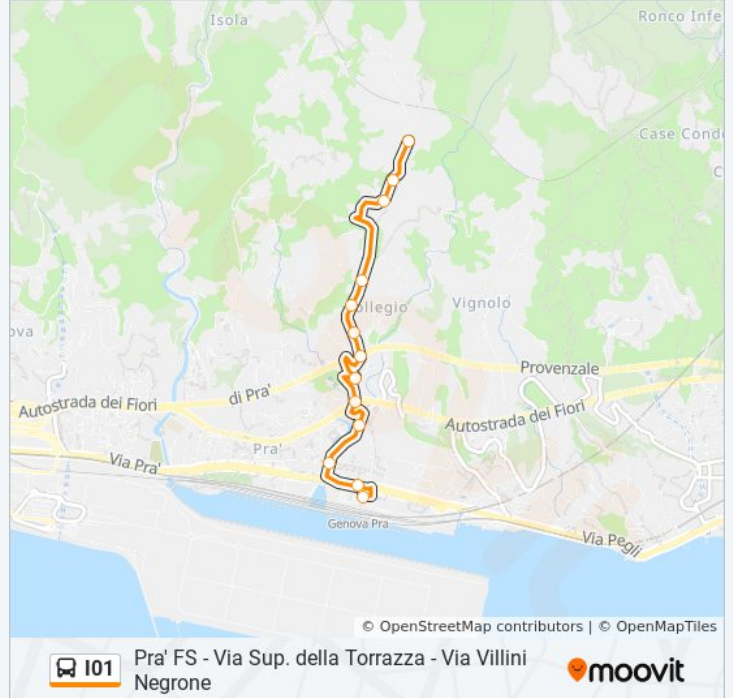 Isola
Ronco Infe
Case Cond
C
ollegio
Vignolo
ova
Provenzale
di Pra'
Autostrada dei Fiori
Autostrada dei Fiori
Pra'
Via Pra'
Genova Pra
Via Pegli
© OpenStreetMap contributors | © OpenMapTiles
I01
Pra' FS - Via Sup. della Torrazza - Via Villini
Negrone
moovit